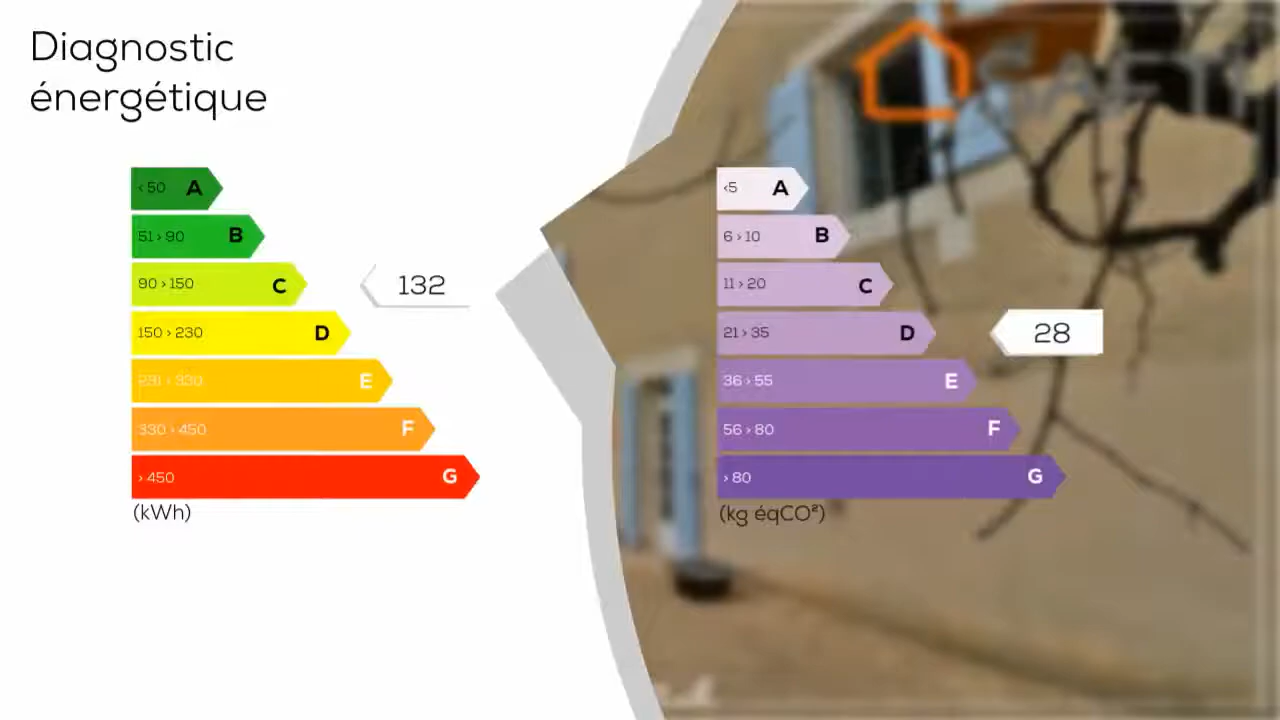 Diagnostic
énergétique
< 50 A
51 > 90 B
90 > 150 C
132
150 > 230 D
231 > 330 E
330 > 450 F
> 450 G
(kWh)
SAFTI
<5 A
6 > 10 B
11 > 20 C
21 > 35 D
28
36 > 55 E
56 > 80 F
> 80 G
(kg éqCO²)